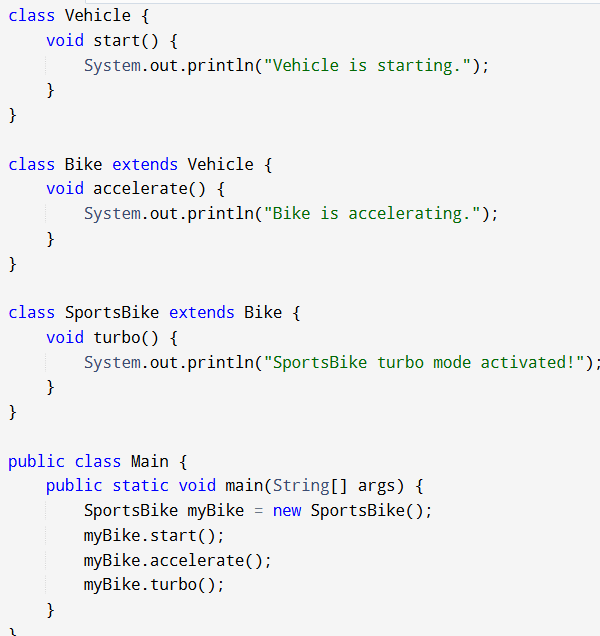 class Vehicle {
    void start() {
        System.out.println("Vehicle is starting.");
    }
}

class Bike extends Vehicle {
    void accelerate() {
        System.out.println("Bike is accelerating.");
    }
}

class SportsBike extends Bike {
    void turbo() {
        System.out.println("SportsBike turbo mode activated!");
    }
}

public class Main {
    public static void main(String[] args) {
        SportsBike myBike = new SportsBike();
        myBike.start();
        myBike.accelerate();
        myBike.turbo();
    }
}